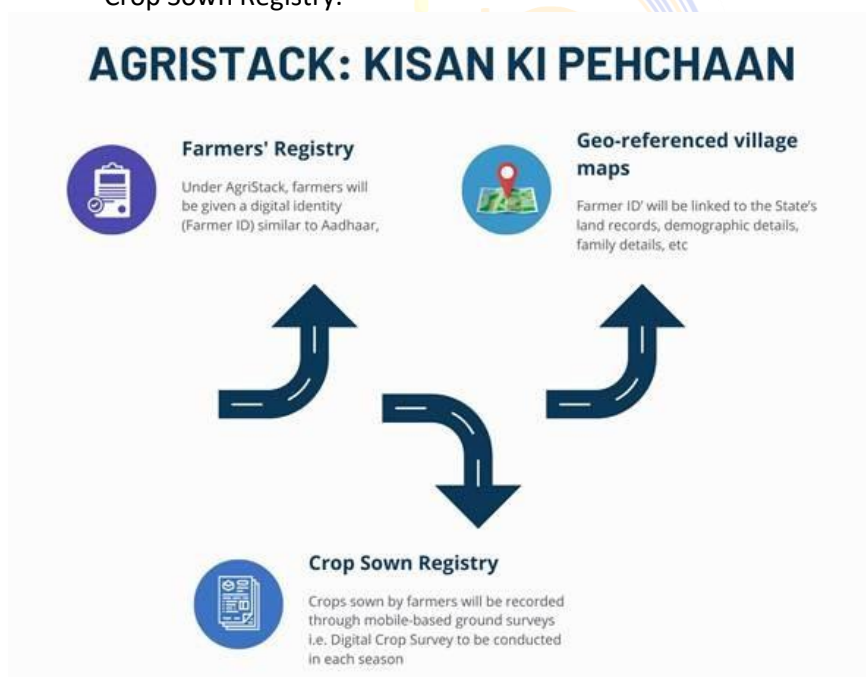 Crop Sown Registry:
AGRISTACK: KISAN KI PEHCHAAN
Farmers' Registry
Under AgriStack, farmers will
be given a digital identity
(Farmer ID) similar to Aadhaar,
Geo-referenced village
maps
Farmer ID' will be linked to the State's
land records, demographic details,
family details, etc
Crop Sown Registry
Crops sown by farmers will be recorded
through mobile-based ground surveys
i.e. Digital Crop Survey to be conducted
in each season